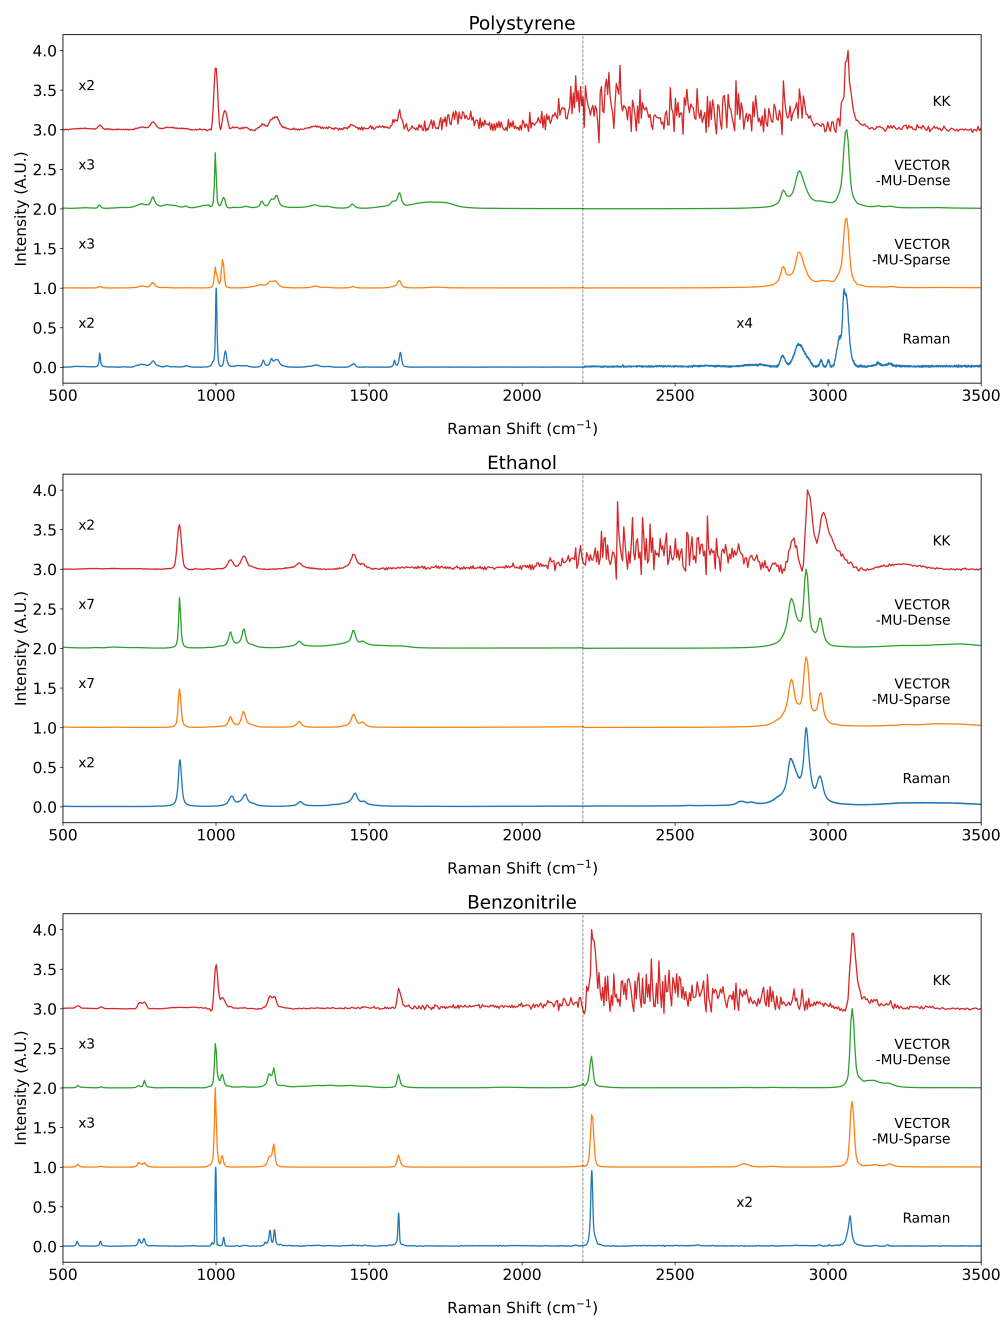 Polystyrene
4.0
3.5
3.0
2.5
2.0
1.5
1.0
0.5
0.0
Intensity (A.U.)
x2
KK
x3
VECTOR
-MU-Dense
x3
VECTOR
-MU-Sparse
x2
x4
Raman
500
1000
1500
2000
2500
3000
3500
Raman Shift (cm⁻¹)
Ethanol
4.0
3.5
3.0
2.5
2.0
1.5
1.0
0.5
0.0
Intensity (A.U.)
x2
KK
x7
VECTOR
-MU-Dense
x7
VECTOR
-MU-Sparse
x2
Raman
500
1000
1500
2000
2500
3000
3500
Raman Shift (cm⁻¹)
Benzonitrile
4.0
3.5
3.0
2.5
2.0
1.5
1.0
0.5
0.0
Intensity (A.U.)
KK
x3
VECTOR
-MU-Dense
x3
VECTOR
-MU-Sparse
x2
Raman
500
1000
1500
2000
2500
3000
3500
Raman Shift (cm⁻¹)